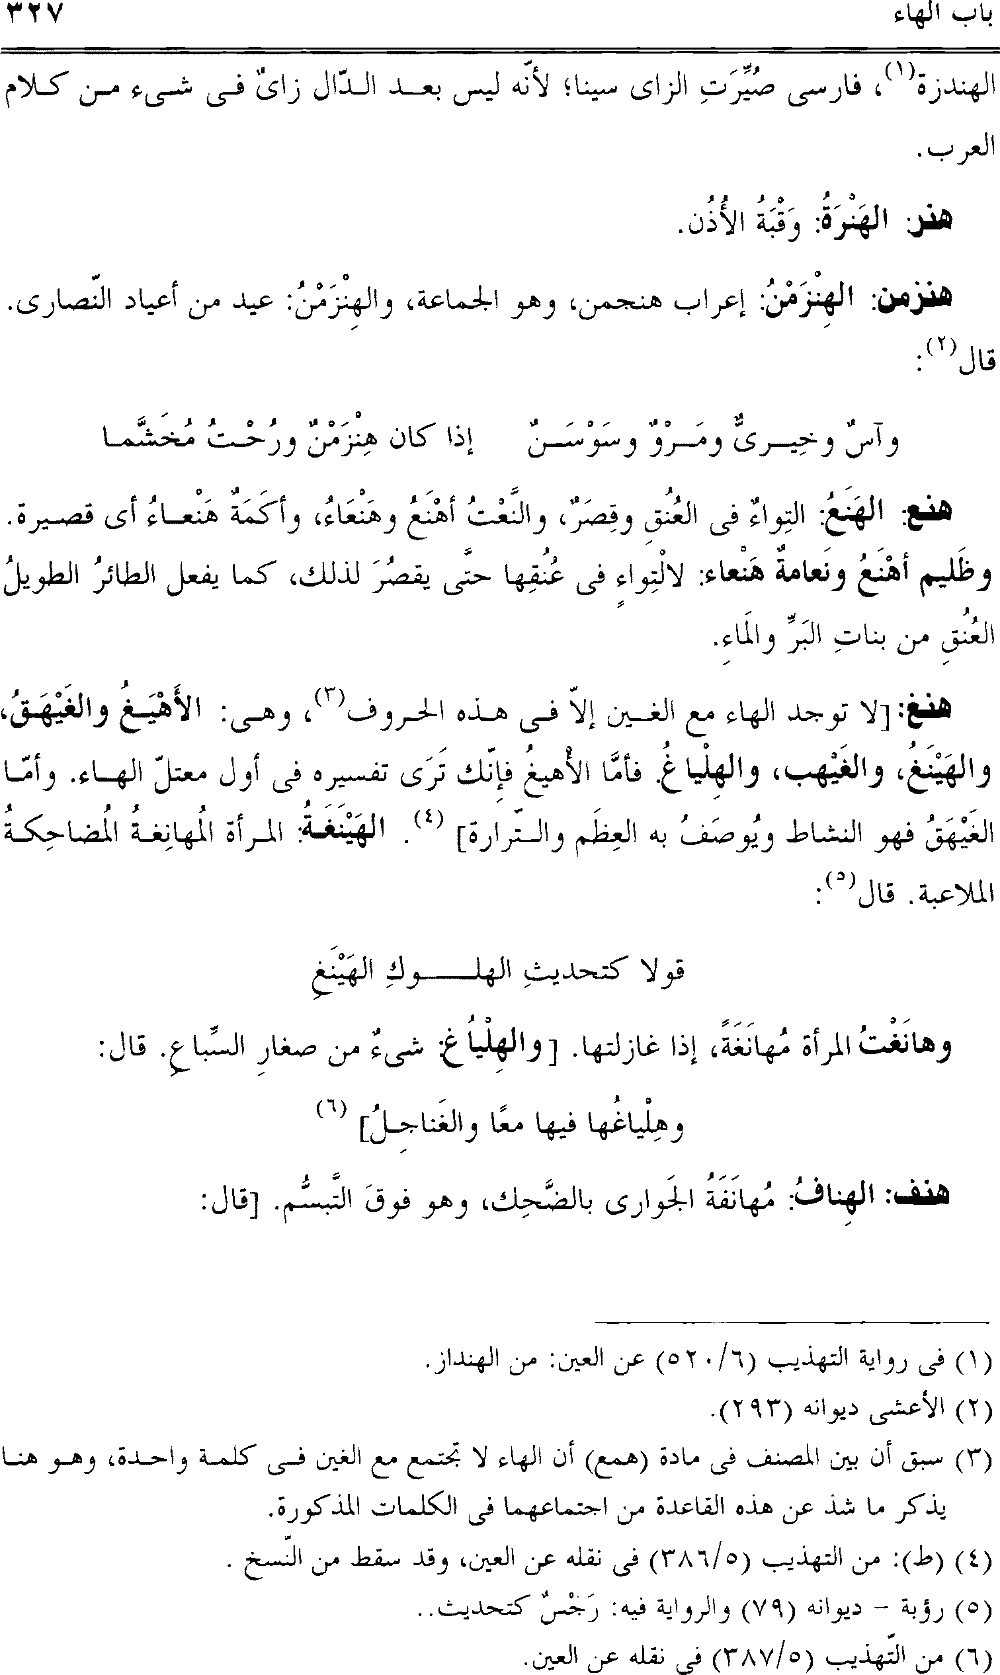 باب الهاء ٣٢٧
الهندزة(١)، فارسى صُيِّرَتِ الزاى سينا؛ لأنّه ليس بعد الدّال زاىٌ فى شىء من كلام
العرب.
هنر: الهَنْرَةُ: وَقْبَةُ الأُذُن.
هنزمن: الهِنْزَمْنُ: إعراب هنجمن، وهو الجماعة، والهِنْزَمْنُ: عيد من أعياد النّصارى.
قال(٢):
وآسٌ وخِيرىٌّ ومَرْوٌ وسَوْسَنٌ إذا كان هِنْزَمْنٌ ورُحْتُ مُخَشَّما
هنع: الهَنَعُ: التِواءٌ فى العُنُقِ وقِصَرٌ، والنَّعْتُ أهْنَعُ وهَنْعَاءُ، وأكَمَةٌ هَنْعاءُ أى قصيرة.
وظَليم أهْنَعُ ونَعامةٌ هَنْعاء: لالْتِواءٍ فى عُنُقِها حتَّى يقصُرَ لذلك، كما يفعل الطائرُ الطويلُ
العُنُقِ من بناتِ البَرِّ والمَاءِ.
هنغ: [لا توجد الهاء مع الغين إلاّ فى هذه الحروف(٣)، وهى: الأَهْيَغُ والغَيْهَقُ،
والهَيْنَغُ، والغَيْهب، والهِلْياغُ. فأمَّا الأهيغُ فإنّك تَرَى تفسيره فى أول معتلّ الهاء. وأمّا
الغَيْهَقُ فهو النشاط ويُوصَفُ به العِظَم والتّرارة](٤). الهَيْنَغَةُ: المرأة المُهانِغةُ المُضاحِكةُ
الملاعبة. قال(٥):
قولا كتحديثِ الهلوكِ الهَيْنَغِ
وهانَغْتُ المرأة مُهانَغَةً، إذا غازلتها. [والهِلْيأغُ: شىءٌ من صغارِ السِّباعِ. قال:
وهِلْياغُها فيها معًا والغَناجِلُ](٦)
هنف: الهِنافُ: مُهانَفَةُ الجَوارى بالضَّحِك، وهو فوقَ التَّبسُّم. [قال:
(١) فى رواية التهذيب (٥٢٠/٦) عن العين: من الهنداز.
(٢) الأعشى ديوانه (٢٩٣).
(٣) سبق أن بين المصنف فى مادة (همع) أن الهاء لا تجتمع مع الغين فى كلمة واحدة، وهو هنا
يذكر ما شذ عن هذه القاعدة من اجتماعهما فى الكلمات المذكورة.
(٤) (ط): من التهذيب (٣٨٦/٥) فى نقله عن العين، وقد سقط من النّسخ .
(٥) رؤبة - ديوانه (٧٩) والرواية فيه: رَجْسٌ كتحديث..
(٦) من التّهذيب (٣٨٧/٥) فى نقله عن العين.